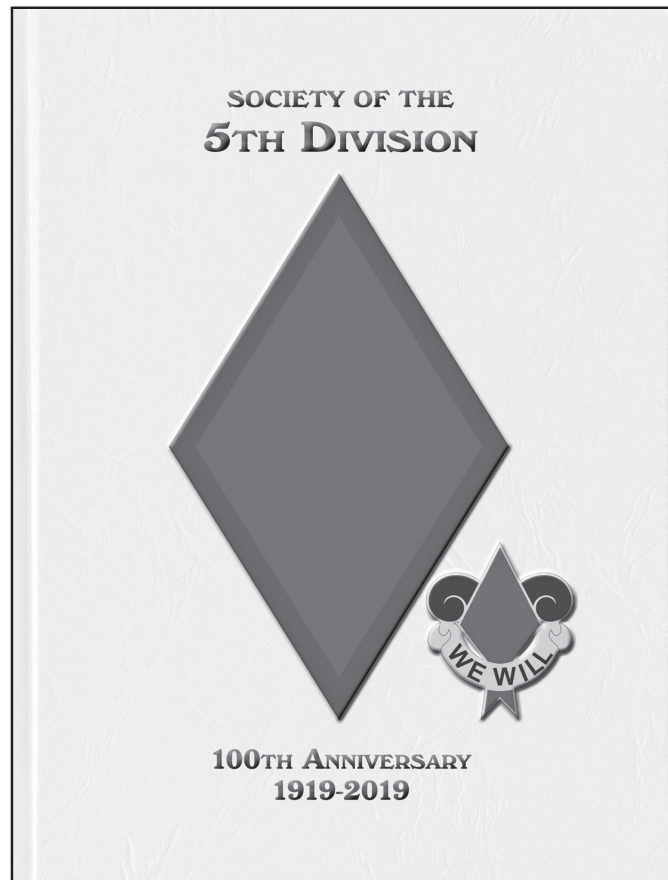 SOCIETY OF THE
5TH DIVISION
WE WILL
100TH ANNIVERSARY
1919-2019